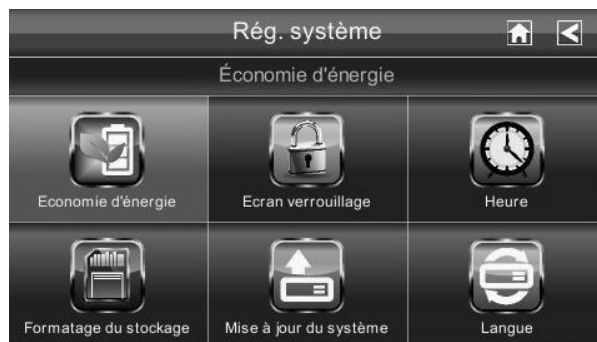 Rég. système
Économie d'énergie
Economie d'énergie
Ecran verrouillage
Heure
Formatage du stockage
Mise à jour du système
Langue